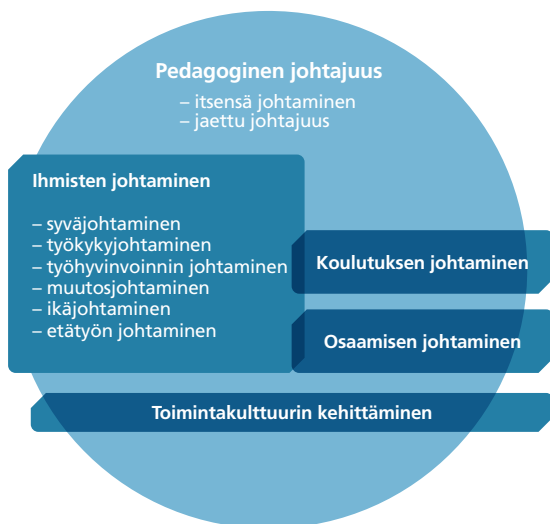 Pedagoginen johtajuus
– itsensä johtaminen
– jaettu johtajuus
Ihmisten johtaminen
– syväjohtaminen
– työkykyjohtaminen
– työhyvinvoinnin johtaminen
– muutosjohtaminen
– ikäjohtaminen
– etätyön johtaminen
Koulutuksen johtaminen
Osaamisen johtaminen
Toimintakulttuurin kehittäminen